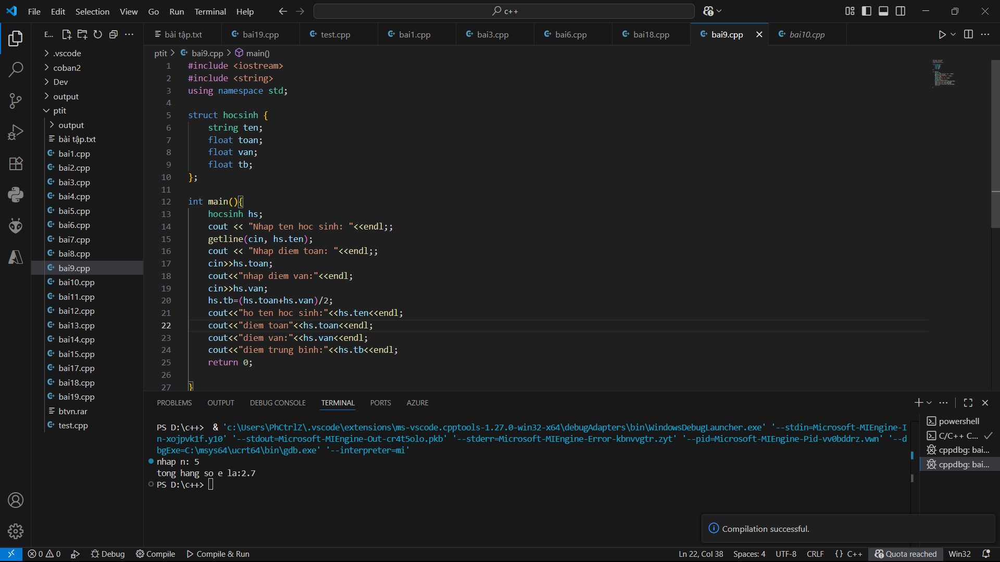 File Edit Selection View Go Run Terminal Help
c++
E...
bài tập.txt bai19.cpp test.cpp bai1.cpp bai3.cpp bai6.cpp bai18.cpp bai9.cpp bai10.cpp
ptit > bai9.cpp > main()
.vscode
coban2
Dev
output
ptit
output
bài tập.txt
bai1.cpp
bai2.cpp
bai3.cpp
bai4.cpp
bai5.cpp
bai6.cpp
bai7.cpp
bai8.cpp
bai9.cpp
bai10.cpp
bai11.cpp
bai12.cpp
bai13.cpp
bai14.cpp
bai15.cpp
bai17.cpp
bai18.cpp
bai19.cpp
btvn.rar
test.cpp
1 #include <iostream>
2 #include <string>
3 using namespace std;
4
5 struct hocsinh {
6 string ten;
7 float toan;
8 float van;
9 float tb;
10 };
11
12 int main(){
13 hocsinh hs;
14 cout << "Nhap ten hoc sinh: "<<endl;;
15 getline(cin, hs.ten);
16 cout << "Nhap diem toan: "<<endl;;
17 cin>>hs.toan;
18 cout<<"nhap diem van:"<<endl;
19 cin>>hs.van;
20 hs.tb=(hs.toan+hs.van)/2;
21 cout<<"ho ten hoc sinh:"<<hs.ten<<endl;
22 cout<<"diem toan"<<hs.toan<<endl;
23 cout<<"diem van:"<<hs.van<<endl;
24 cout<<"diem trung binh:"<<hs.tb<<endl;
25 return 0;
26
27 }
PROBLEMS OUTPUT DEBUG CONSOLE TERMINAL PORTS AZURE
PS D:\c++> & 'c:\Users\PhCtrlZ\.vscode\extensions\ms-vscode.cpptools-1.27.0-win32-x64\debugAdapters\bin\WindowsDebugLauncher.exe' '--stdin=Microsoft-MIEngine-I
n-xojpvk1f.y10' '--stdout=Microsoft-MIEngine-Out-cr4t5olo.pkb' '--stderr=Microsoft-MIEngine-Error-kbnvvgtr.zyt' '--pid=Microsoft-MIEngine-Pid-vv0bddrz.vwn' '--d
bgExe=C:\msys64\ucrt64\bin\gdb.exe' '--interpreter=mi'
nhap n: 5
tong hang so e la:2.7
PS D:\c++>
powershell
C/C++ C...
cppdbg: bai...
cppdbg: bai...
Compilation successful.
0 0 Debug Compile Compile & Run Ln 22, Col 38 Spaces: 4 UTF-8 CRLF {} C++ Quota reached Win32